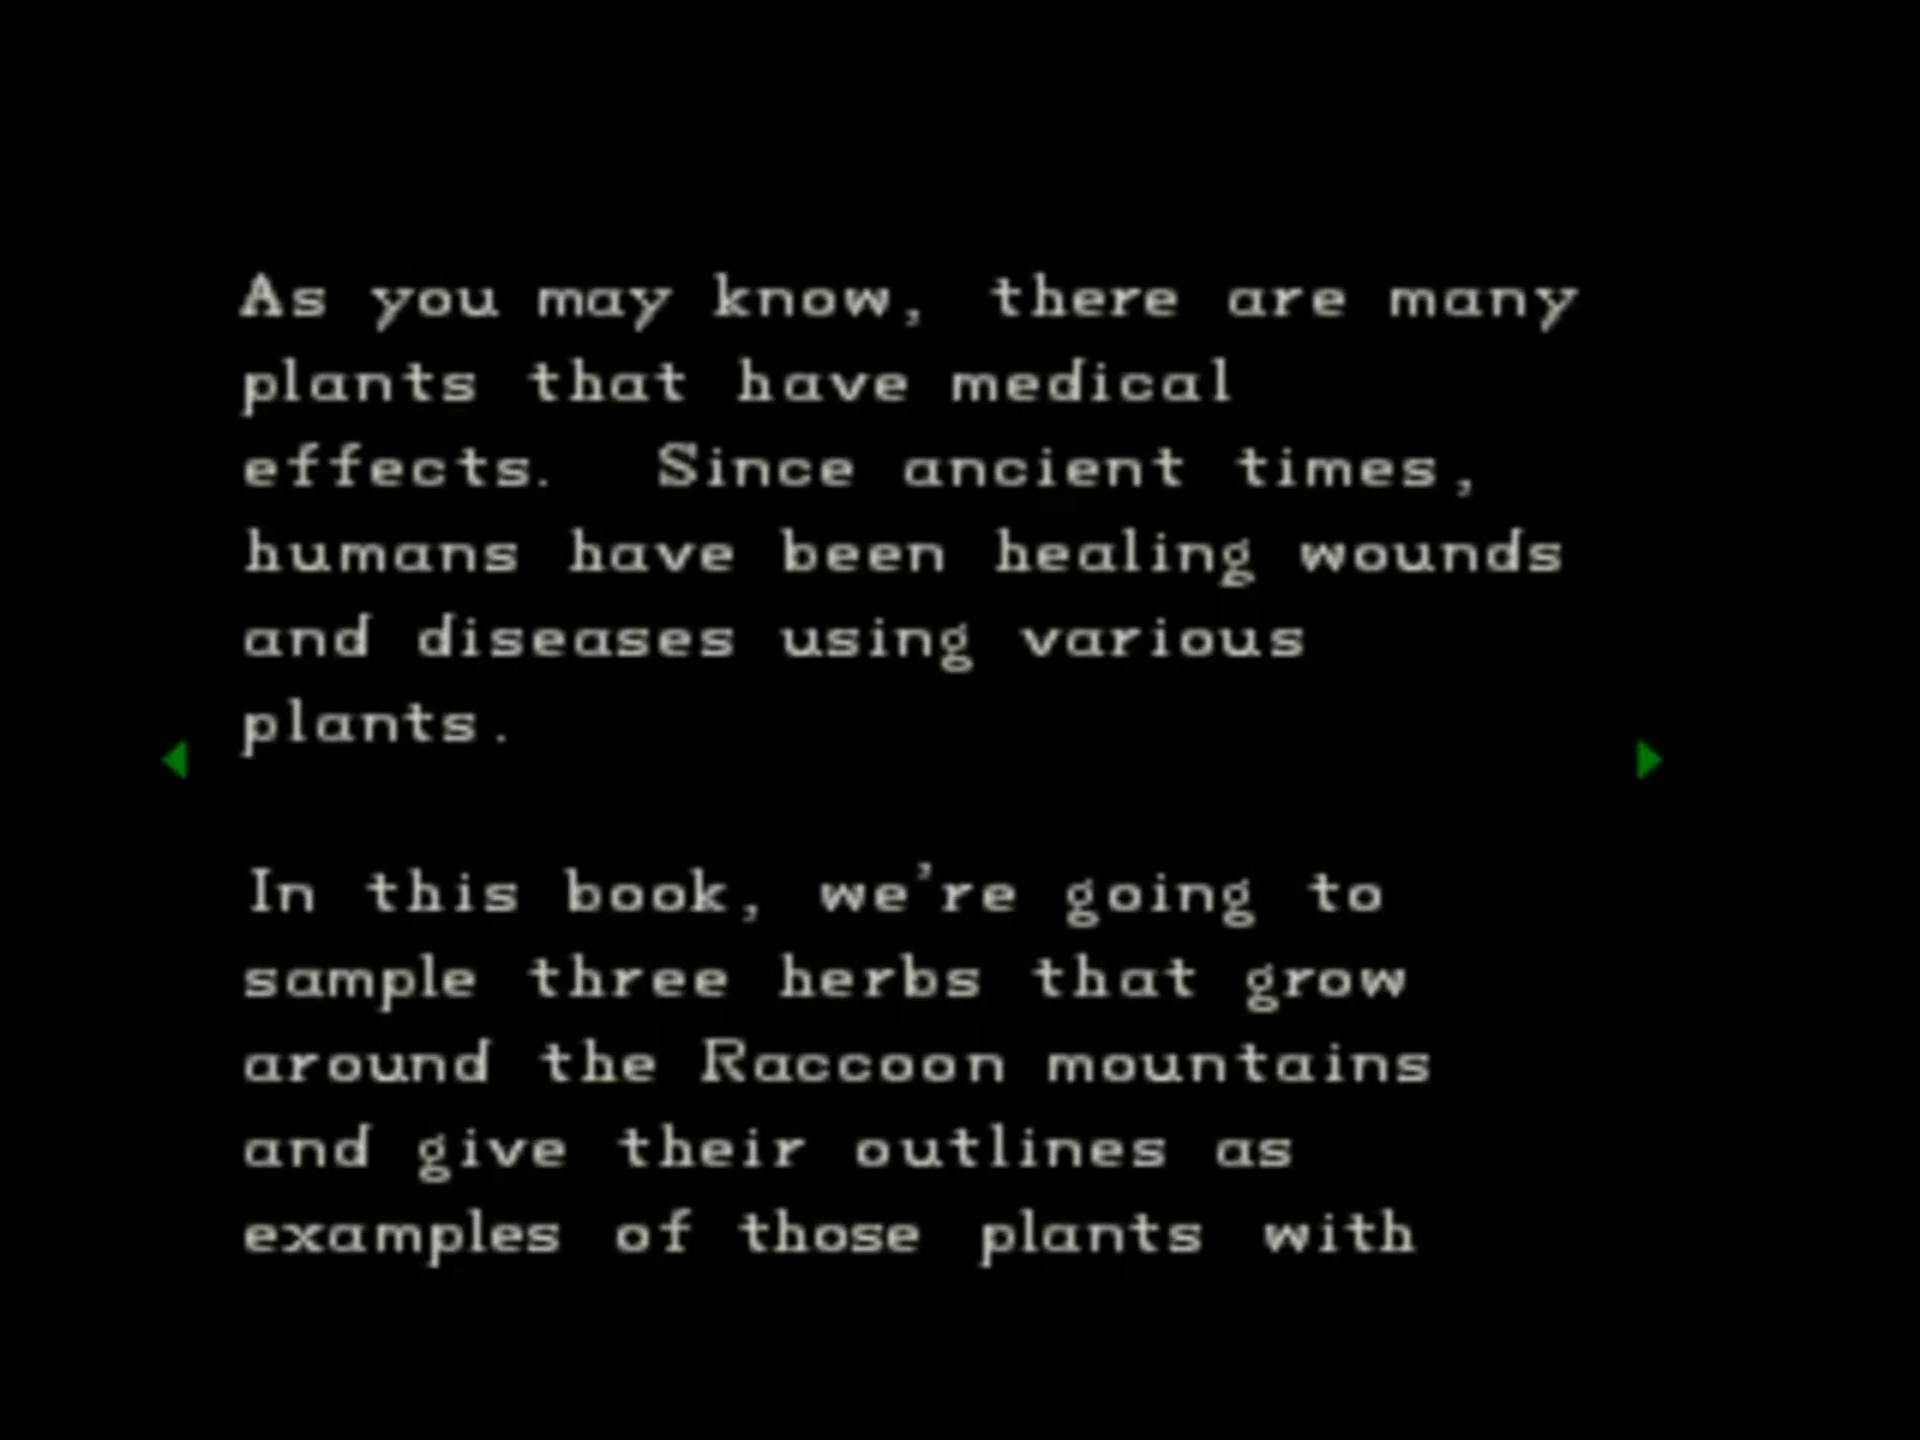 As you may know, there are many
plants that have medical
effects. Since ancient times,
humans have been healing wounds
and diseases using various
plants.
In this book, we're going to
sample three herbs that grow
around the Raccoon mountains
and give their outlines as
examples of those plants with